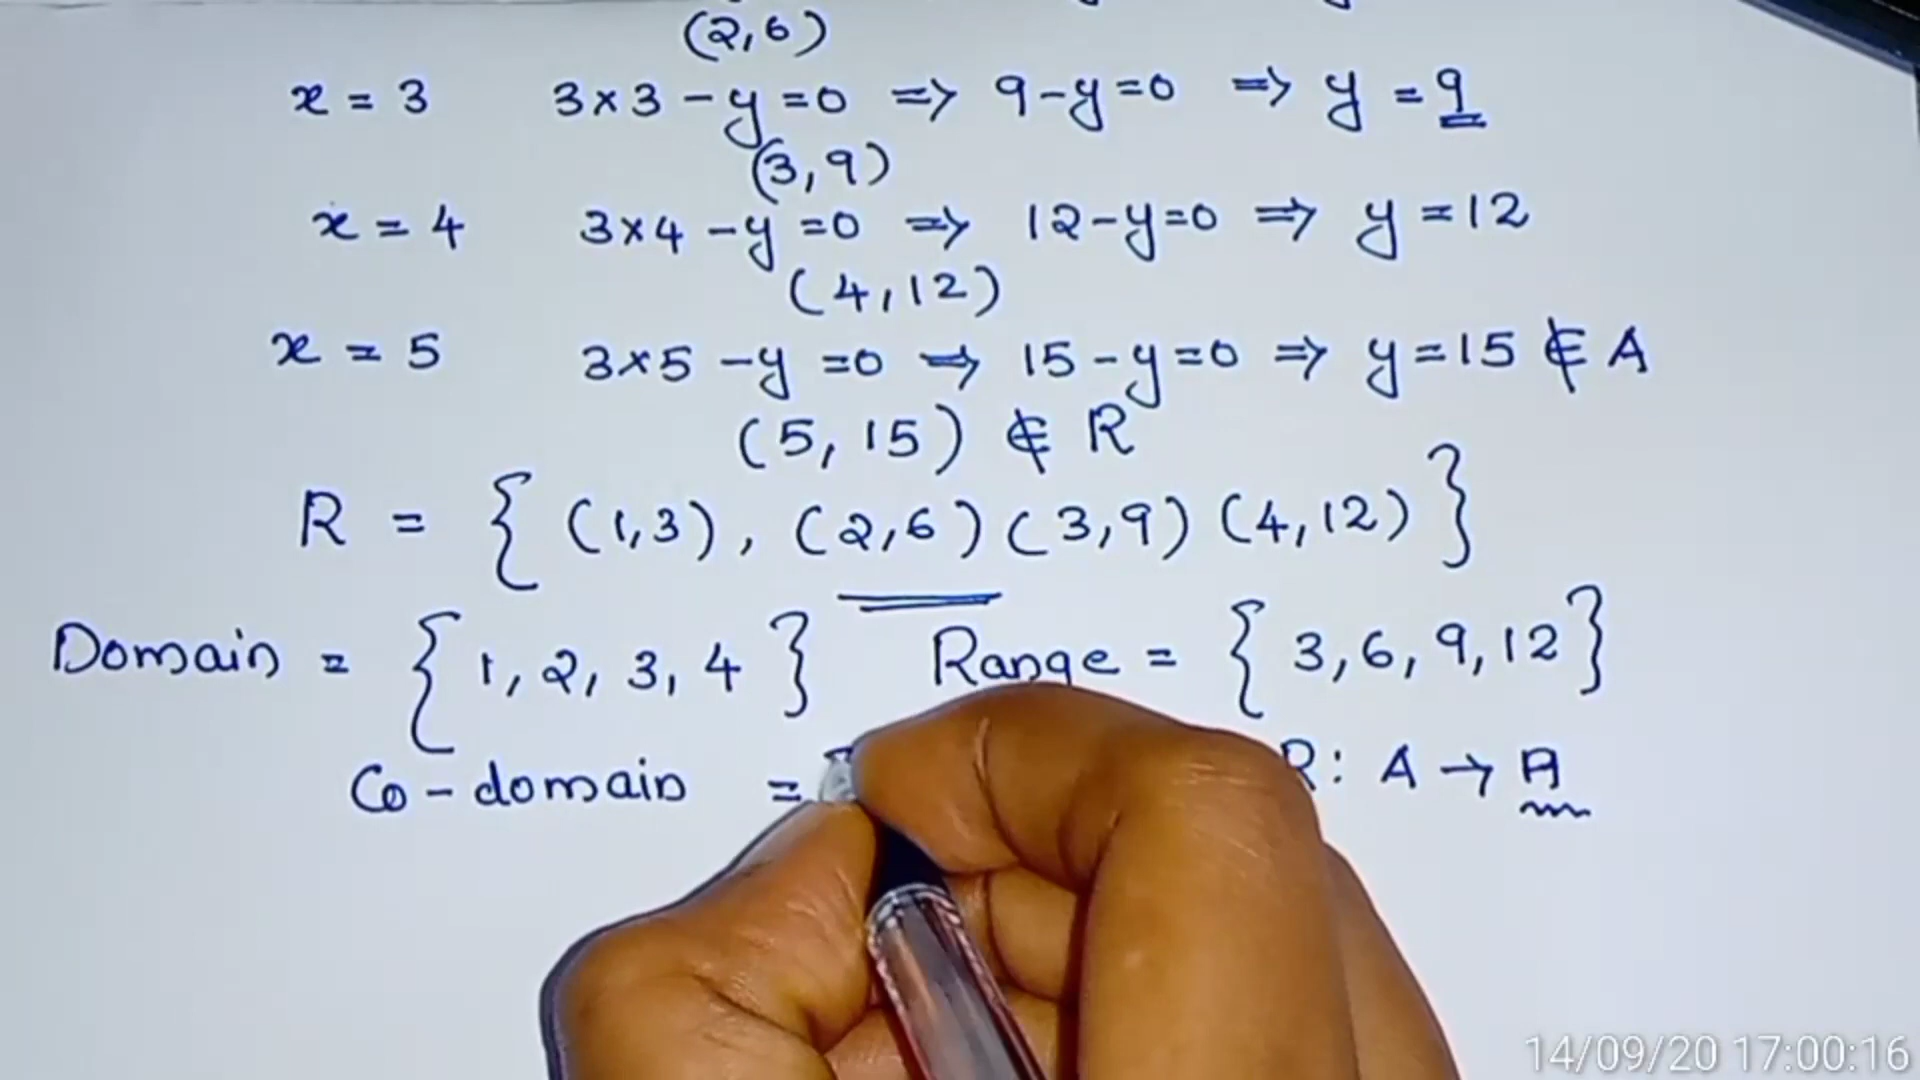 (2,6)
x = 3 3×3 - y = 0 => 9 - y = 0 => y = 9
(3,9)
x = 4 3×4 - y = 0 => 12 - y = 0 => y = 12
(4,12)
x = 5 3×5 - y = 0 => 15 - y = 0 => y = 15 ∉ A
(5, 15) ∉ R
R = { (1,3), (2,6) (3,9) (4,12) }
Domain = { 1, 2, 3, 4 } Range = { 3, 6, 9, 12 }
Co-domain = R: A → A
14/09/20 17:00:16